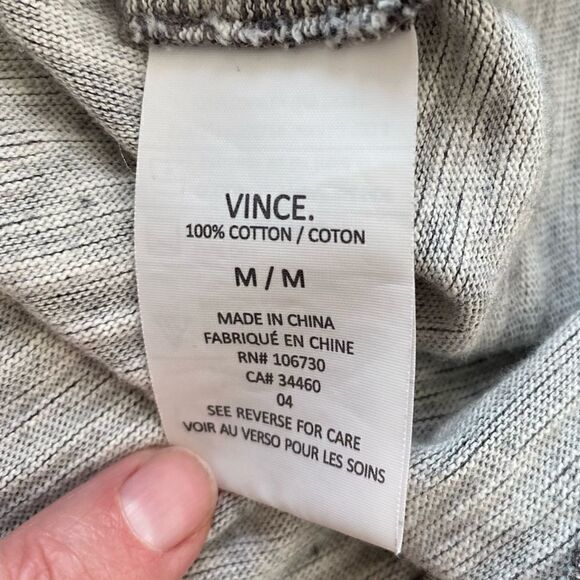 VINCE.
100% COTTON / COTON
M / M
MADE IN CHINA
FABRIQUÉ EN CHINE
RN# 106730
CA# 34460
04
SEE REVERSE FOR CARE
VOIR AU VERSO POUR LES SOINS